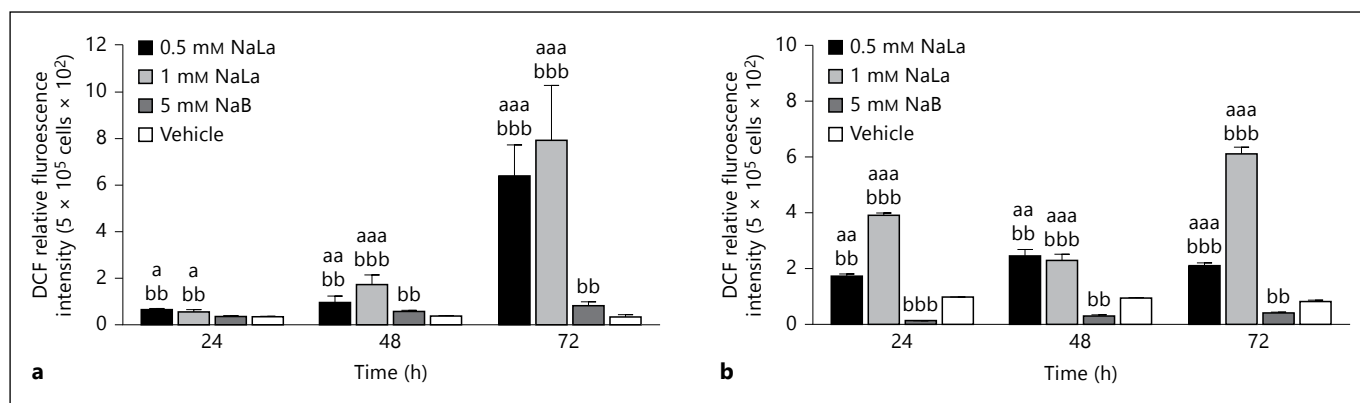 DCF relative fluroescence
intensity (5 × 10⁵ cells × 10²)
12
10
8
6
4
2
0
0.5 mM NaLa
1 mM NaLa
5 mM NaB
Vehicle
a
bb
a
bb
aa
bb
aaa
bbb
bb
aaa
bbb
aaa
bbb
bb
24
48
72
Time (h)
a
DCF relative fluroescence
intensity (5 × 10⁵ cells × 10²)
10
8
6
4
2
0
0.5 mM NaLa
1 mM NaLa
5 mM NaB
Vehicle
aa
bb
aaa
bbb
bbb
aa
bb
aaa
bbb
bb
aaa
bbb
aaa
bbb
bb
24
48
72
Time (h)
b